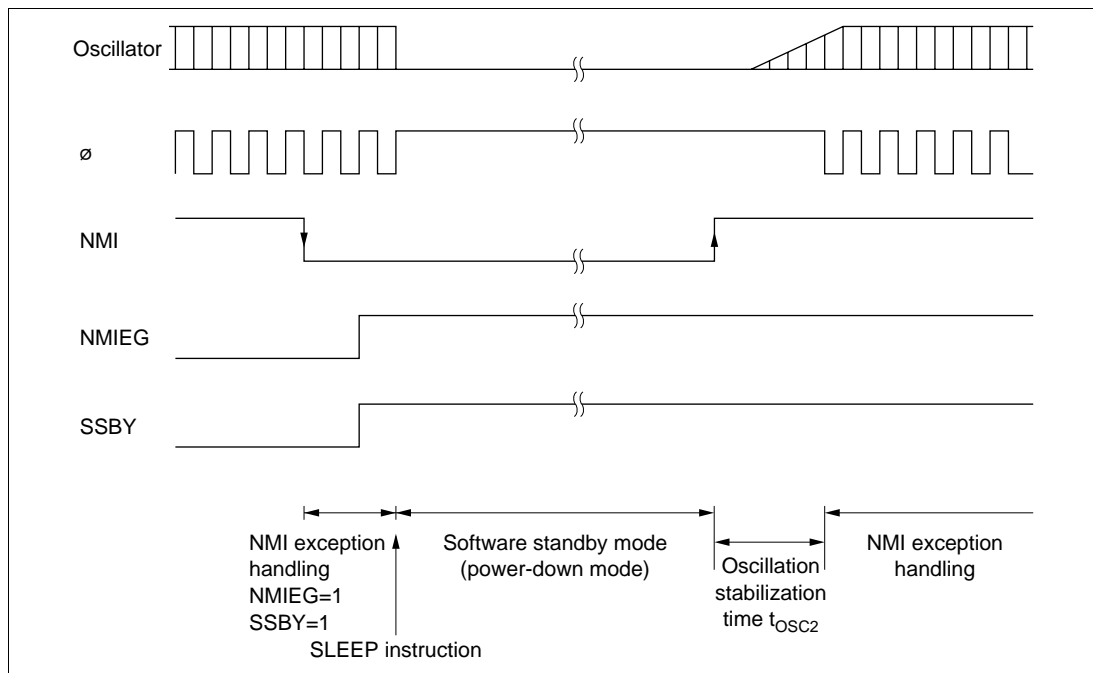 Oscillator
ø
NMI
NMIEG
SSBY
NMI exception
handling
NMIEG=1
SSBY=1
SLEEP instruction
Software standby mode
(power-down mode)
Oscillation
stabilization
time tOSC2
NMI exception
handling